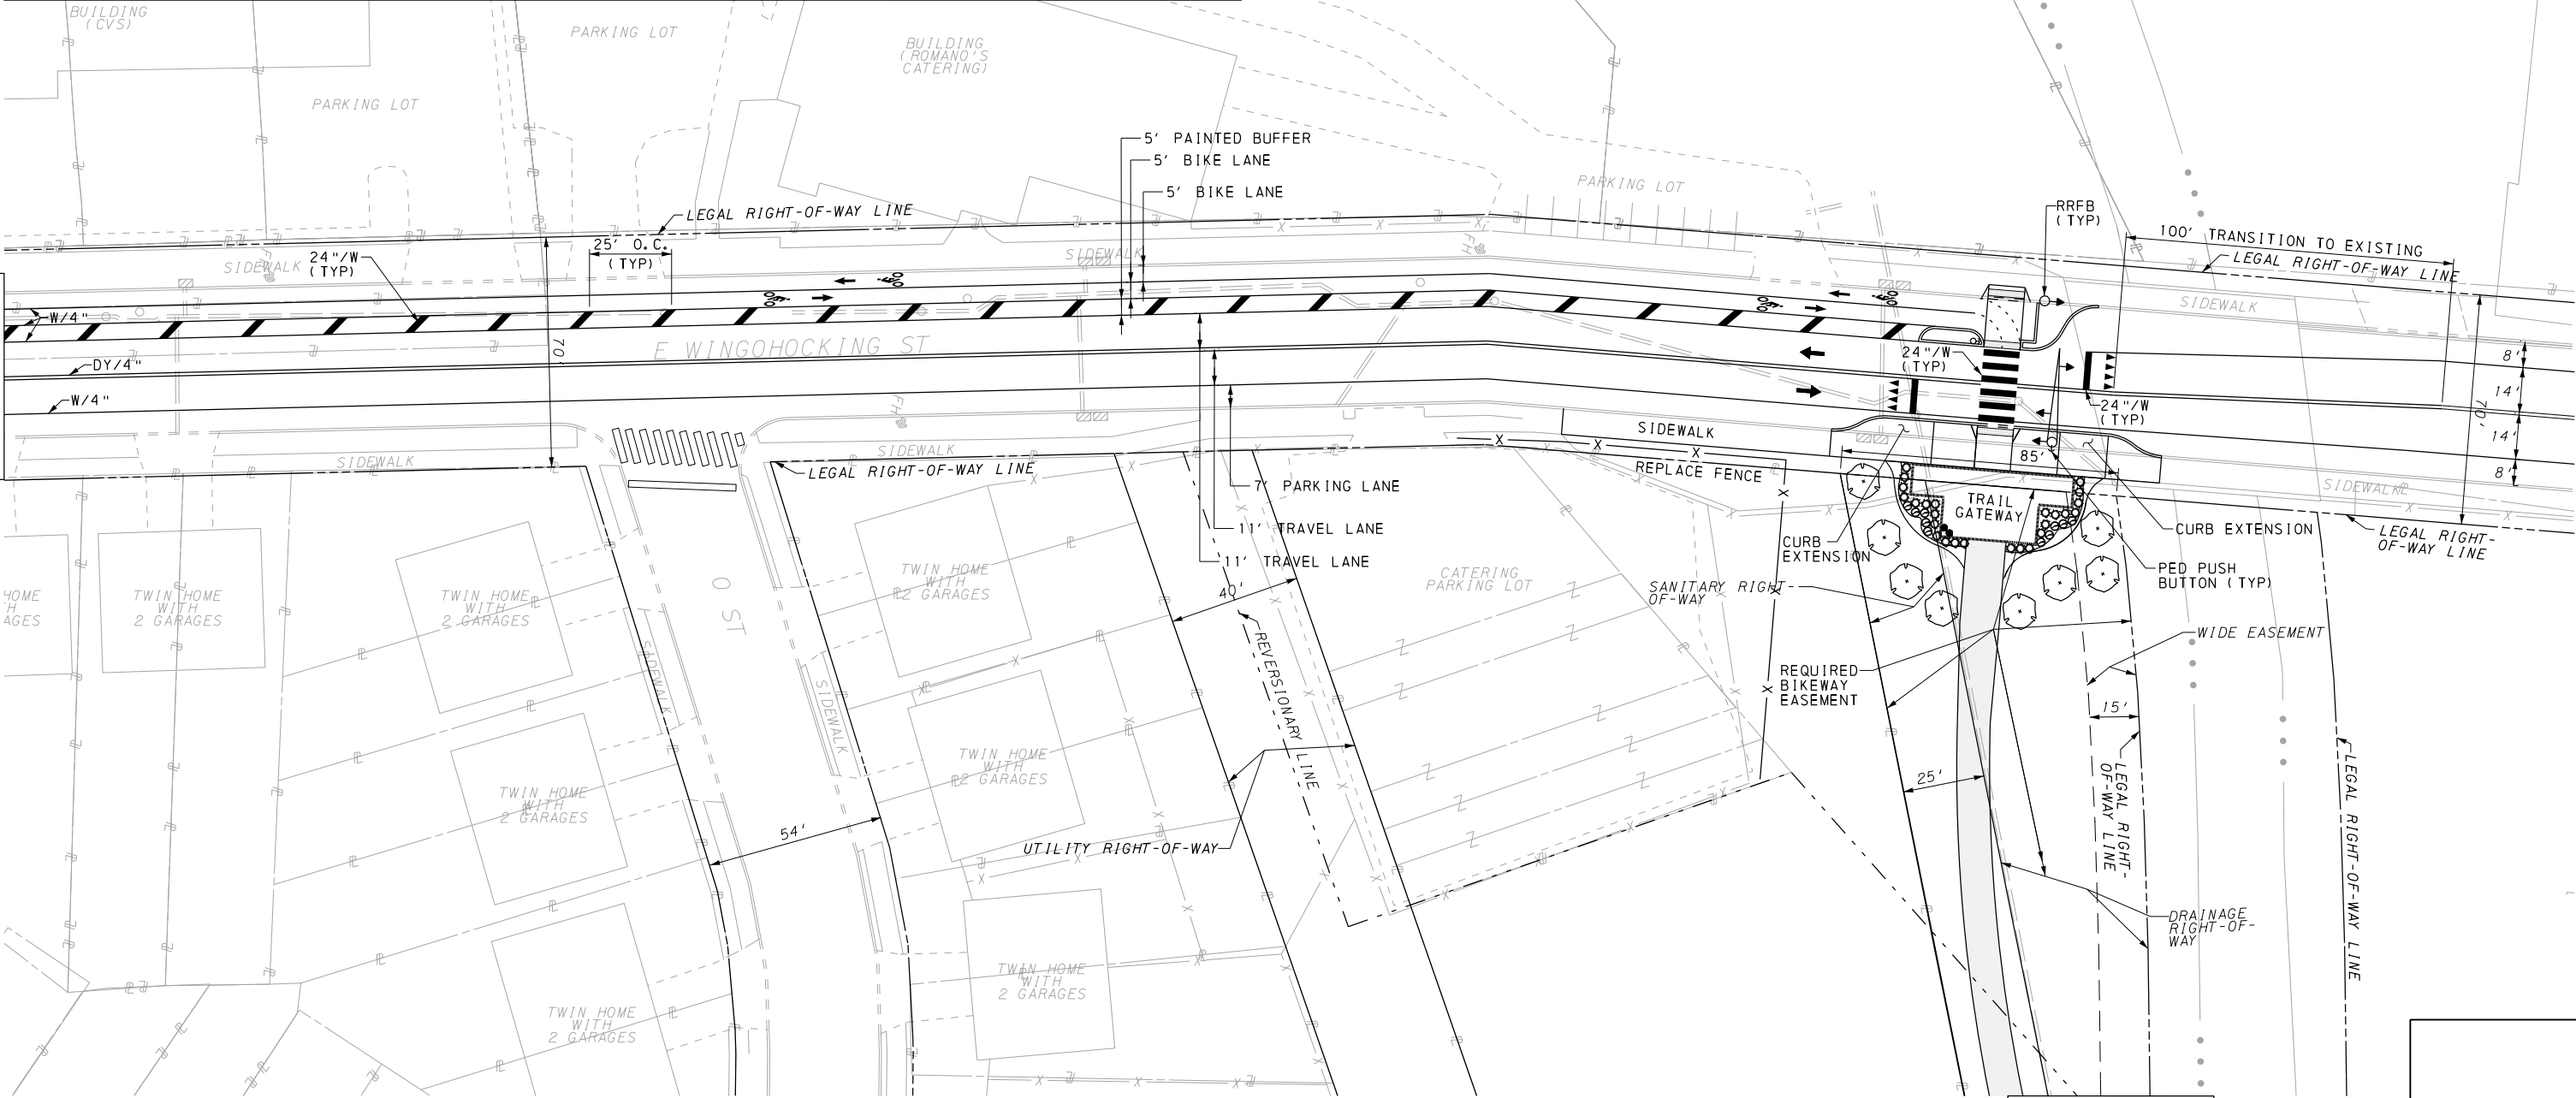 BUILDING
(CVS)
PARKING LOT
PARKING LOT
BUILDING
(ROMANO'S
CATERING)
5' PAINTED BUFFER
5' BIKE LANE
5' BIKE LANE
PARKING LOT
LEGAL RIGHT-OF-WAY LINE
RRFB
(TYP)
100' TRANSITION TO EXISTING
LEGAL RIGHT-OF-WAY LINE
25' O.C.
(TYP)
24"/W
(TYP)
SIDEWALK
SIDEWALK
SIDEWALK
FH
FH
W/4"
70'
E WINGOHOCKING ST
DY/4"
W/4"
24"/W
(TYP)
24"/W
(TYP)
8'
14'
14'
8'
70'
FH
SIDEWALK
SIDEWALK
SIDEWALK
85'
LEGAL RIGHT-OF-WAY LINE
REPLACE FENCE
7' PARKING LANE
11' TRAVEL LANE
11' TRAVEL LANE
TRAIL
GATEWAY
SIDEWALK
CURB EXTENSION
LEGAL RIGHT-
OF-WAY LINE
CURB
EXTENSION
PED PUSH
BUTTON (TYP)
CATERING
PARKING LOT
SANITARY RIGHT-
OF-WAY
40'
HOME
H
AGES
TWIN HOME
WITH
2 GARAGES
TWIN HOME
WITH
2 GARAGES
TWIN HOME
WITH
2 GARAGES
O ST
SIDEWALK
SIDEWALK
REVERSIONARY LINE
WIDE EASEMENT
REQUIRED
BIKEWAY
EASEMENT
15'
TWIN HOME
WITH
2 GARAGES
TWIN HOME
WITH
2 GARAGES
25'
LEGAL RIGHT-
OF-WAY LINE
LEGAL RIGHT-OF-WAY LINE
54'
UTILITY RIGHT-OF-WAY
DRAINAGE
RIGHT-OF-
WAY
TWIN HOME
WITH
2 GARAGES
TWIN HOME
WITH
2 GARAGES